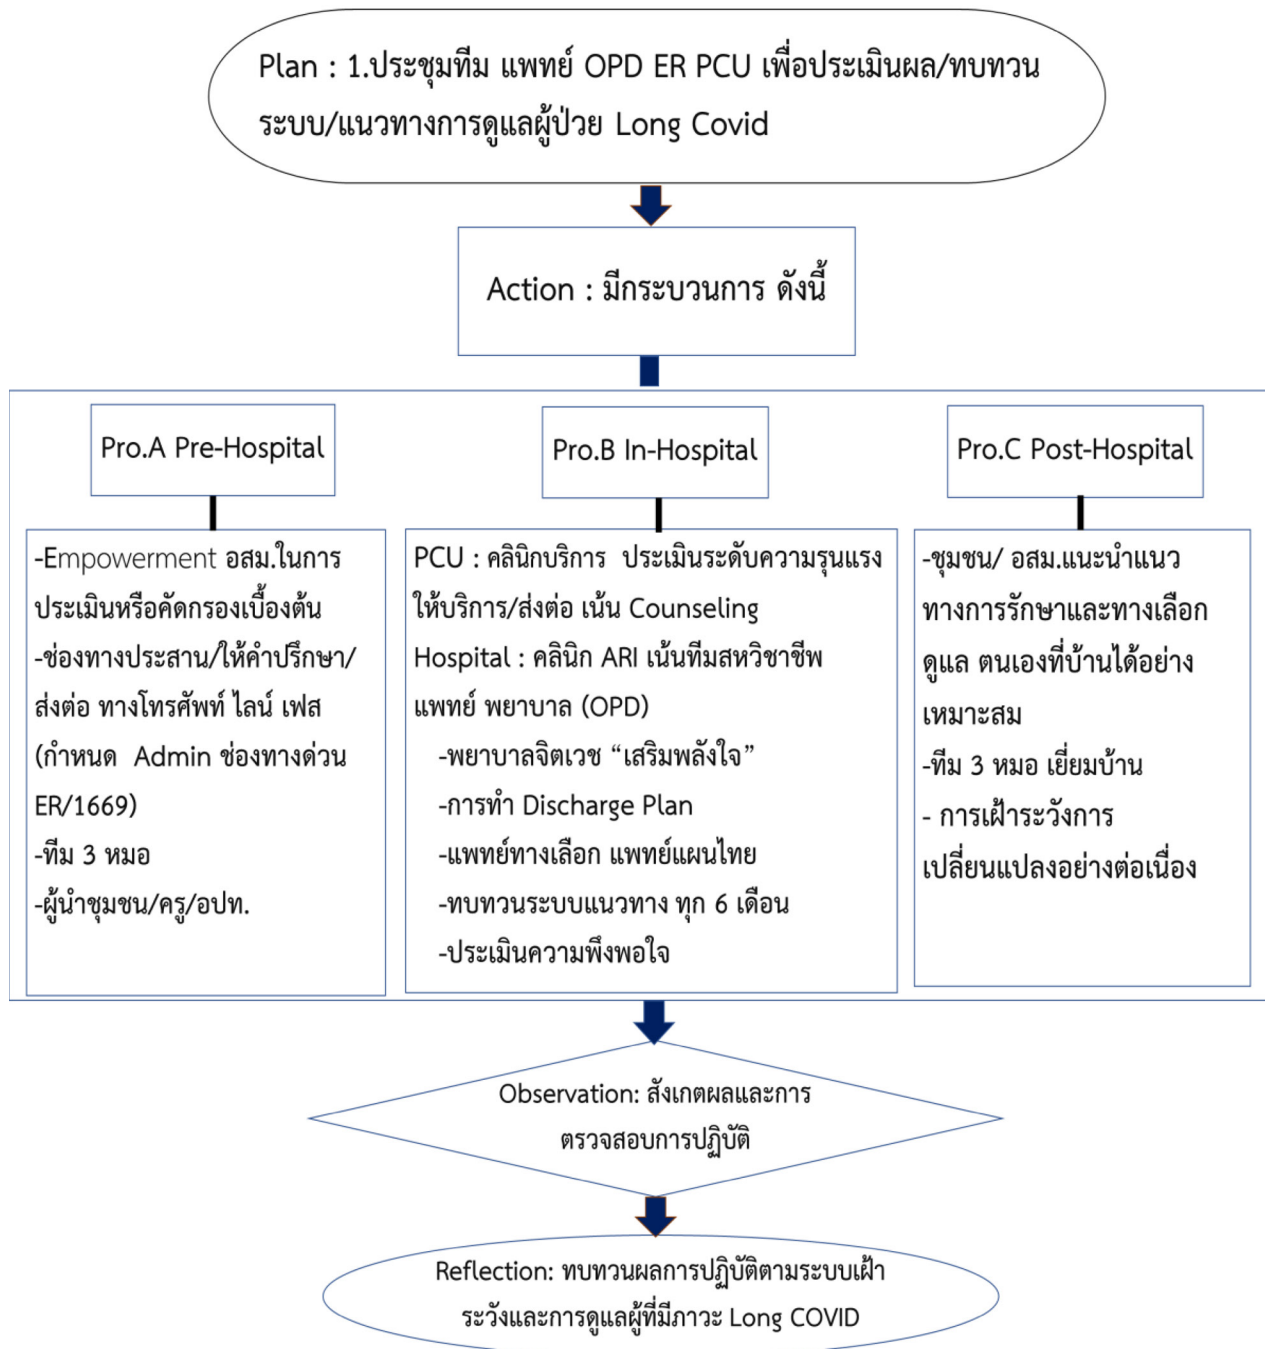 Plan : 1.ประชุมทีม แพทย์ OPD ER PCU เพื่อประเมินผล/ทบทวน
ระบบ/แนวทางการดูแลผู้ป่วย Long Covid
Action : มีกระบวนการ ดังนี้
Pro.A Pre-Hospital
-Empowerment อสม.ในการ
ประเมินหรือคัดกรองเบื้องต้น
-ช่องทางประสาน/ให้คำปรึกษา/
ส่งต่อ ทางโทรศัพท์ ไลน์ เฟส
(กำหนด Admin ช่องทางด่วน
ER/1669)
-ทีม 3 หมอ
-ผู้นำชุมชน/ครู/อปท.
Pro.B In-Hospital
PCU : คลินิกบริการ ประเมินระดับความรุนแรง
ให้บริการ/ส่งต่อ เน้น Counseling
Hospital : คลินิก ARI เน้นทีมสหวิชาชีพ
แพทย์ พยาบาล (OPD)
-พยาบาลจิตเวช “เสริมพลังใจ”
-การทำ Discharge Plan
-แพทย์ทางเลือก แพทย์แผนไทย
-ทบทวนระบบแนวทาง ทุก 6 เดือน
-ประเมินความพึงพอใจ
Pro.C Post-Hospital
-ชุมชน/ อสม.แนะนำแนว
ทางการรักษาและทางเลือก
ดูแล ตนเองที่บ้านได้อย่าง
เหมาะสม
-ทีม 3 หมอ เยี่ยมบ้าน
- การเฝ้าระวังการ
เปลี่ยนแปลงอย่างต่อเนื่อง
Observation: สังเกตผลและการ
ตรวจสอบการปฏิบัติ
Reflection: ทบทวนผลการปฏิบัติตามระบบเฝ้า
ระวังและการดูแลผู้ที่มีภาวะ Long COVID